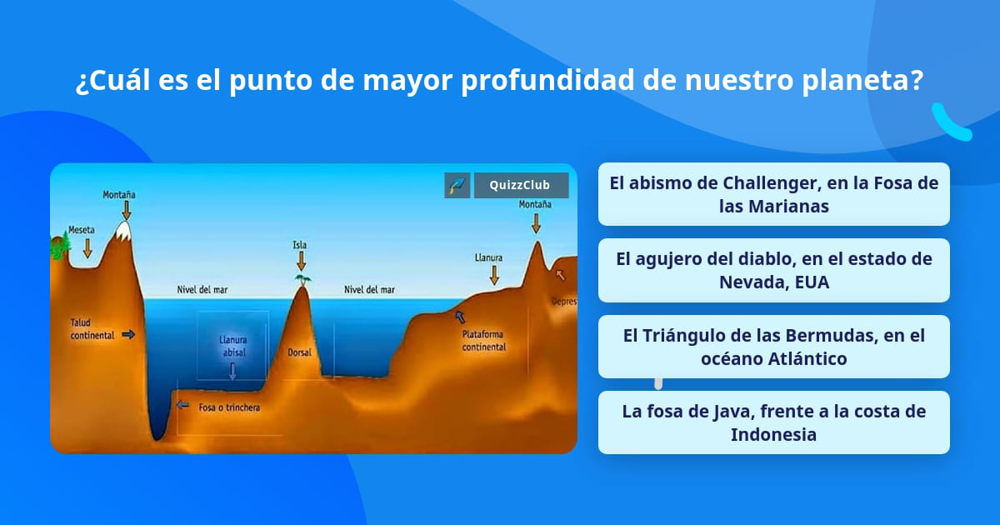 ¿Cuál es el punto de mayor profundidad de nuestro planeta?
QuizzClub
Montaña
Meseta
Isla
Montaña
Llanura
Nivel del mar
Nivel del mar
Depres
Talud
continental
Llanura
abisal
Dorsal
Plataforma
continental
Fosa o trinchera
El abismo de Challenger, en la Fosa de
las Marianas
El agujero del diablo, en el estado de
Nevada, EUA
El Triángulo de las Bermudas, en el
océano Atlántico
La fosa de Java, frente a la costa de
Indonesia